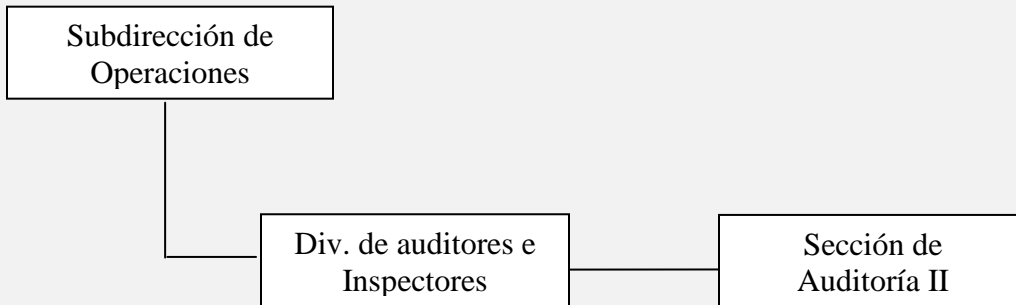 Subdirección de
Operaciones
Div. de auditores e
Inspectores
Sección de
Auditoría II